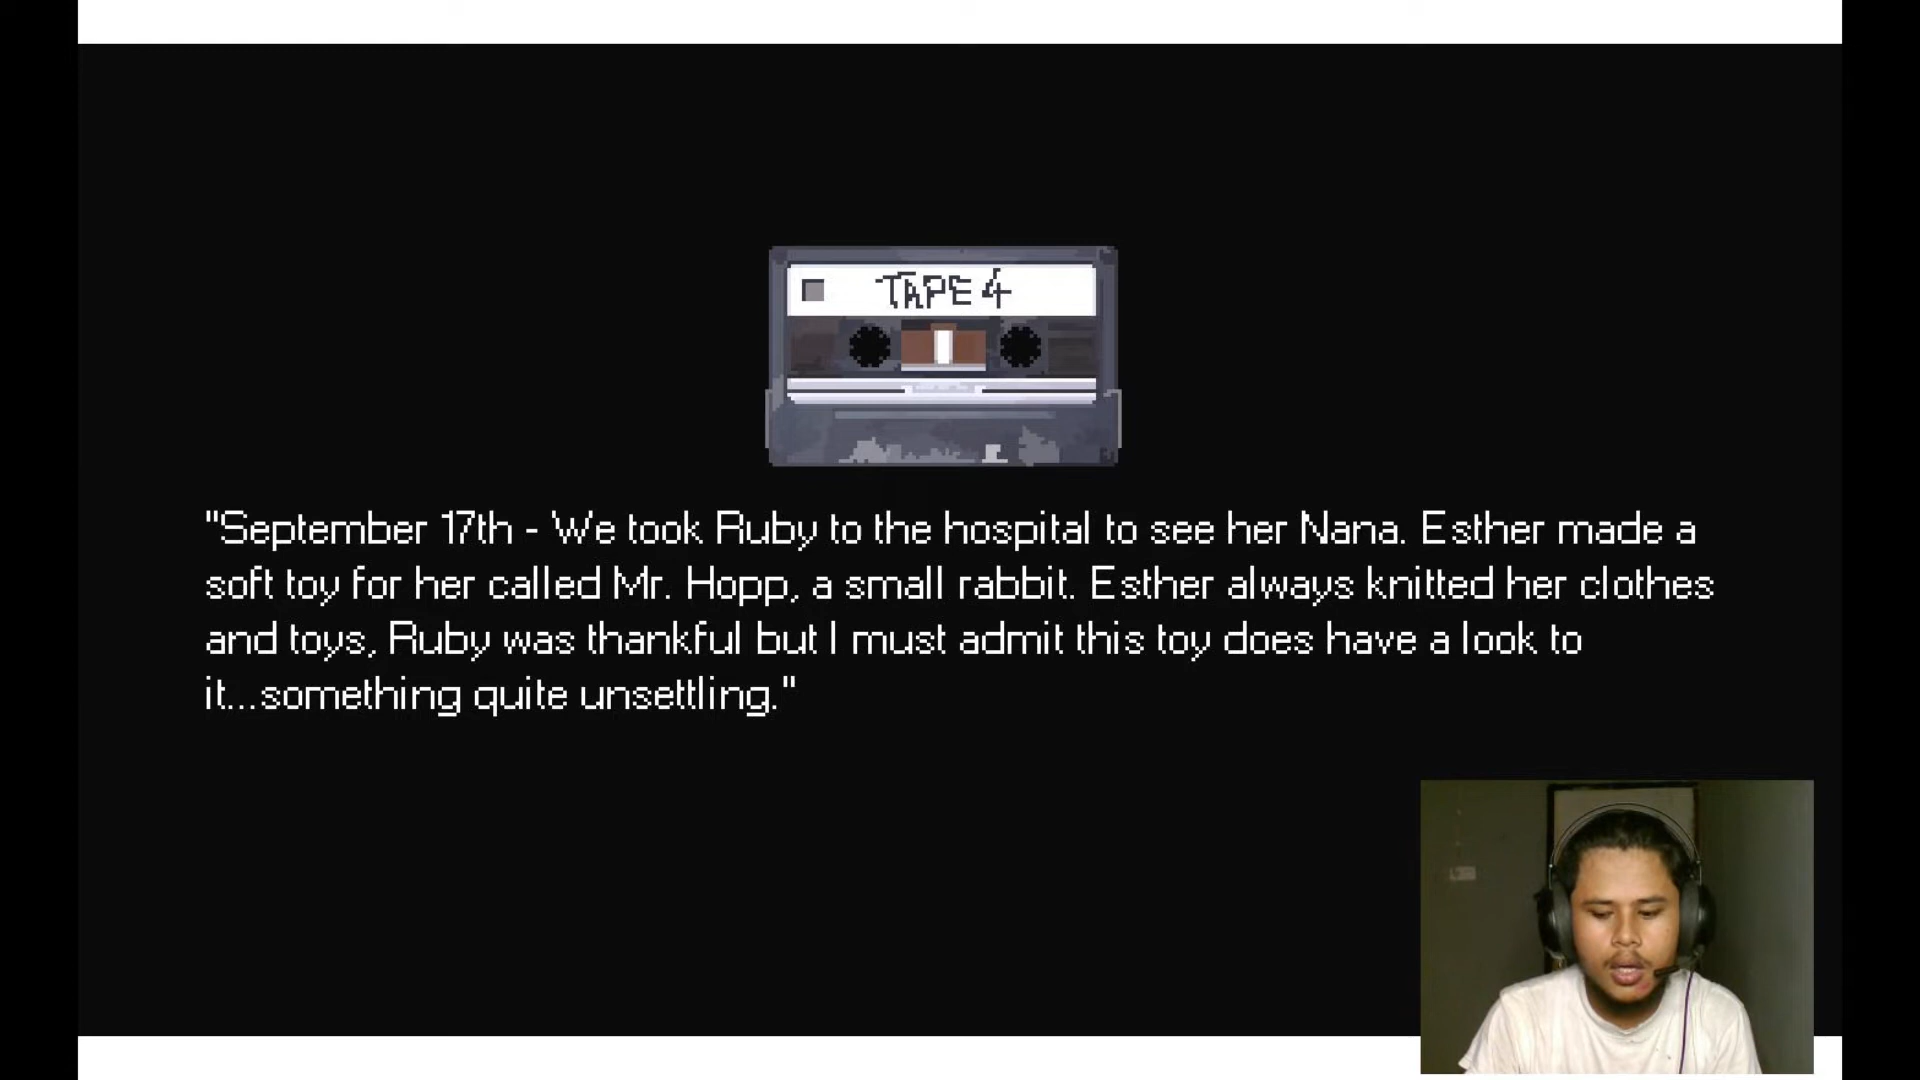 TAPE 4
"September 17th - We took Ruby to the hospital to see her Nana. Esther made a
soft toy for her called Mr. Hopp, a small rabbit. Esther always knitted her clothes
and toys, Ruby was thankful but I must admit this toy does have a look to
it...something quite unsettling."